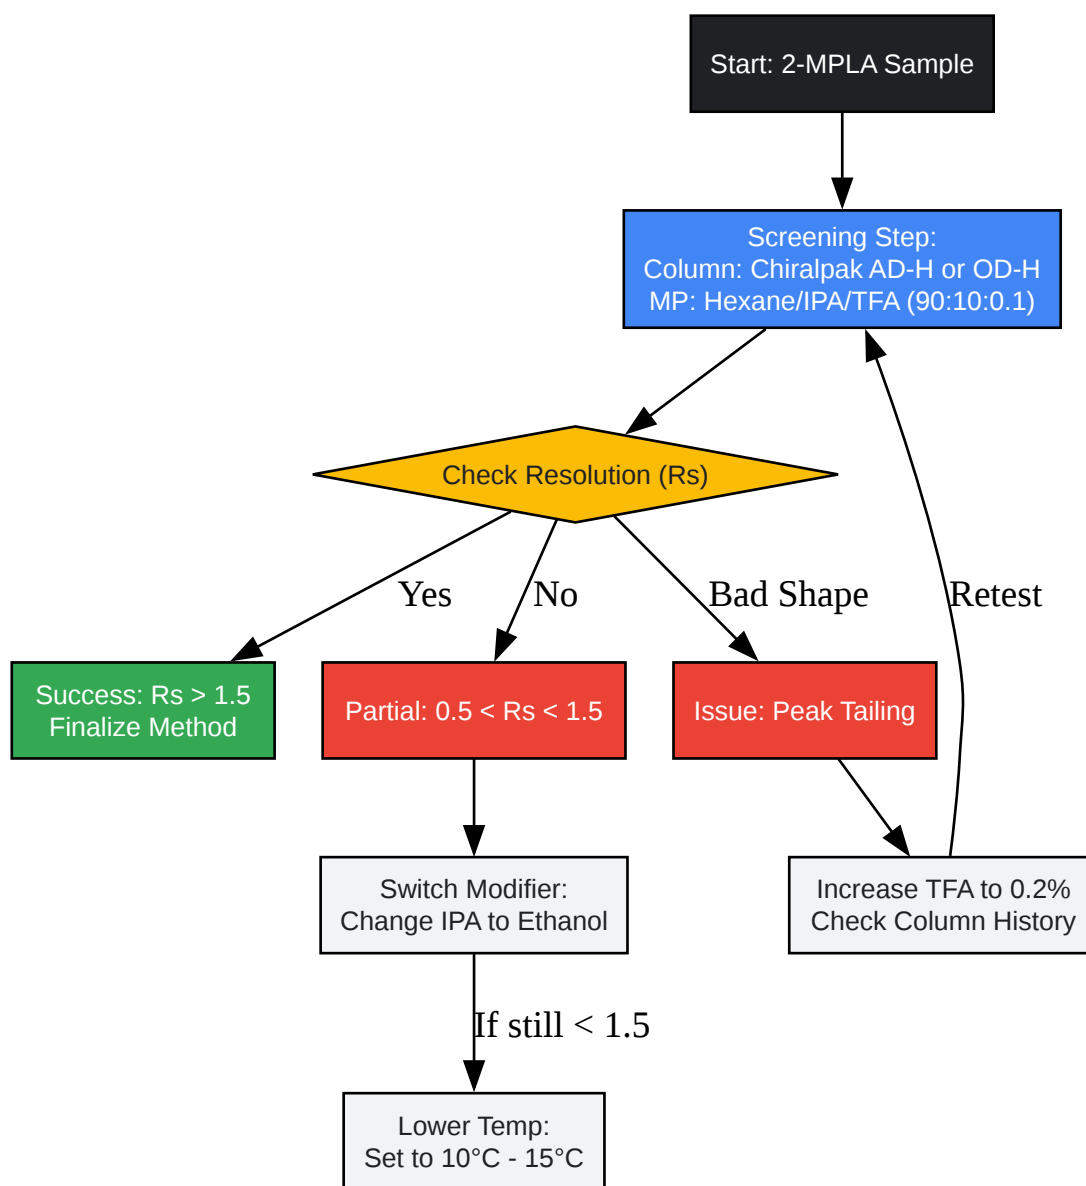 Start: 2-MPLA Sample
Screening Step:
Column: Chiralpak AD-H or OD-H
MP: Hexane/IPA/TFA (90:10:0.1)
Check Resolution (Rs)
Yes
No
Bad Shape
Retest
Success: Rs > 1.5
Finalize Method
Partial: 0.5 < Rs < 1.5
Issue: Peak Tailing
Switch Modifier:
Change IPA to Ethanol
Increase TFA to 0.2%
Check Column History
If still < 1.5
Lower Temp:
Set to 10°C - 15°C